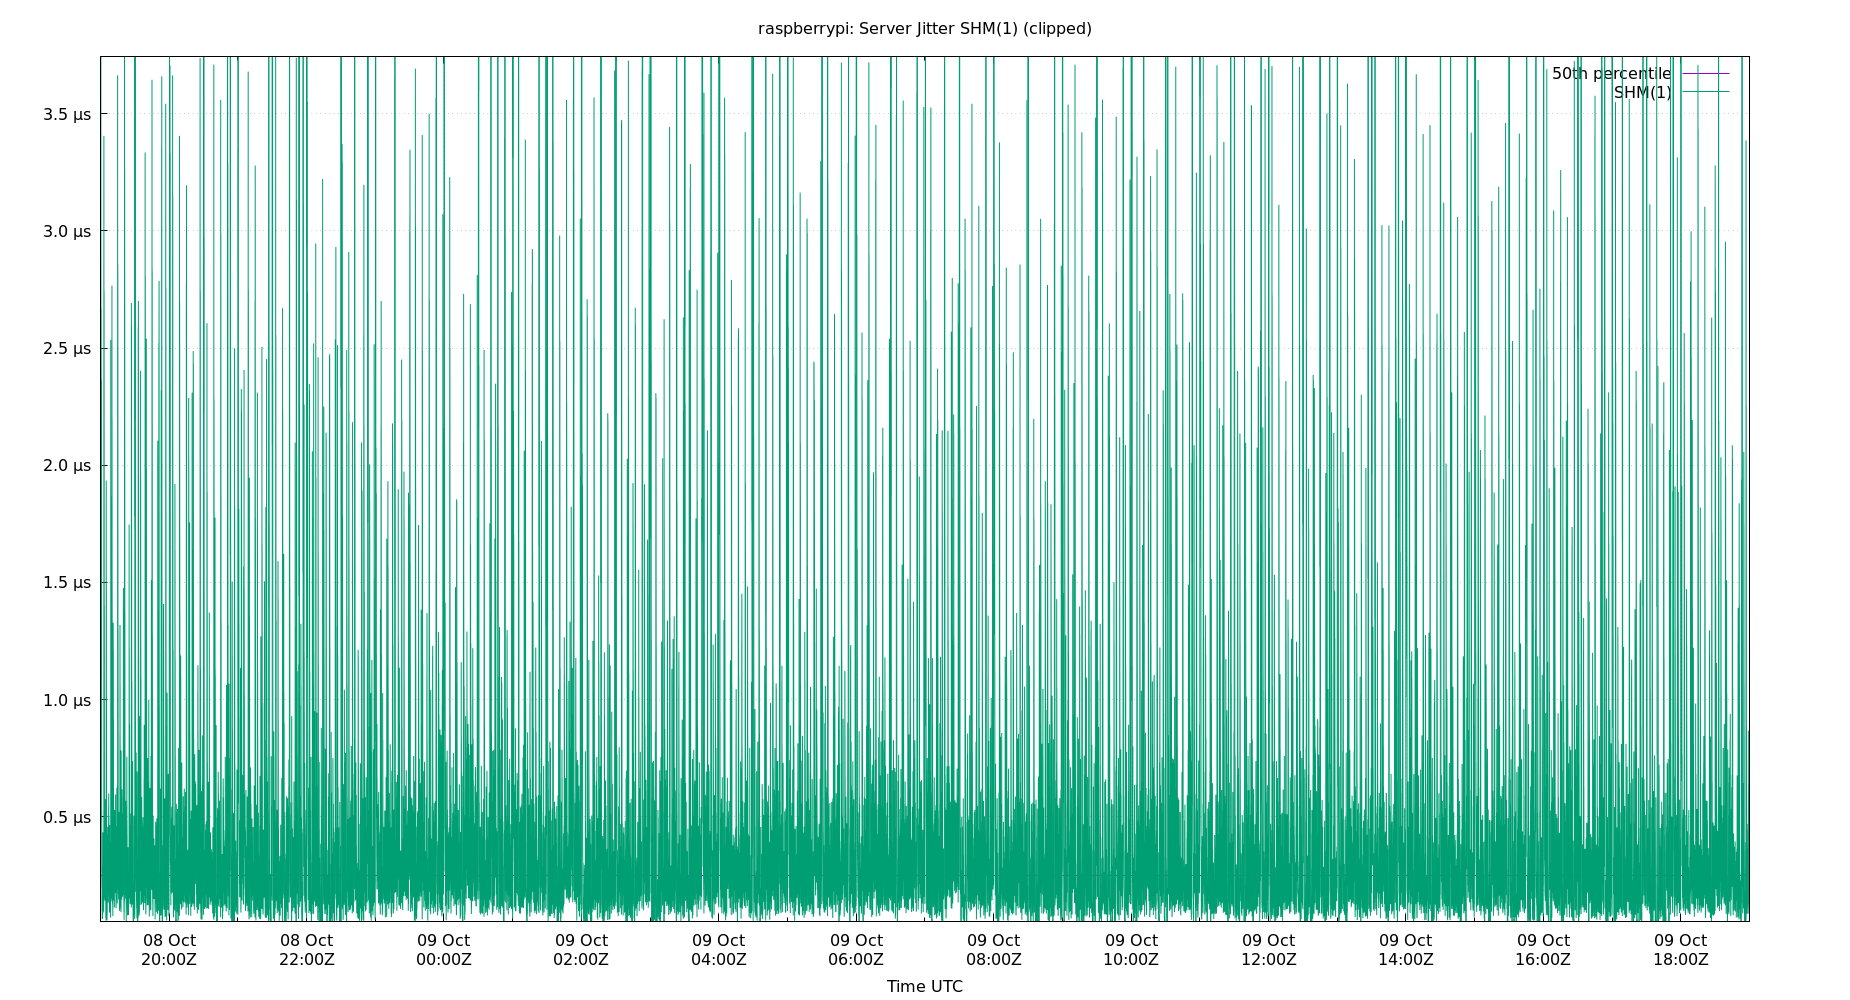 raspberrypi: Server Jitter SHM(1) (clipped)
50th percentile
SHM(1)
3.5 µs
3.0 µs
2.5 µs
2.0 µs
1.5 µs
1.0 µs
0.5 µs
08 Oct 08 Oct 09 Oct 09 Oct 09 Oct 09 Oct 09 Oct 09 Oct 09 Oct 09 Oct 09 Oct 09 Oct
20:00Z 22:00Z 00:00Z 02:00Z 04:00Z 06:00Z 08:00Z 10:00Z 12:00Z 14:00Z 16:00Z 18:00Z
Time UTC